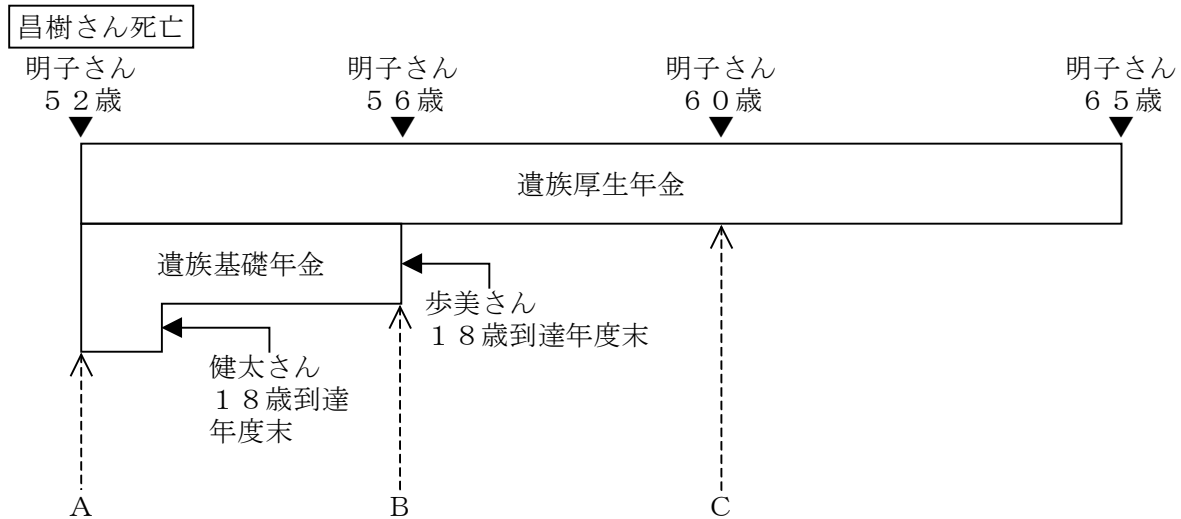 昌樹さん死亡
明子さん
５２歳
明子さん
５６歳
明子さん
６０歳
明子さん
６５歳
遺族厚生年金
遺族基礎年金
歩美さん
１８歳到達年度末
健太さん
１８歳到達
年度末
A
B
C